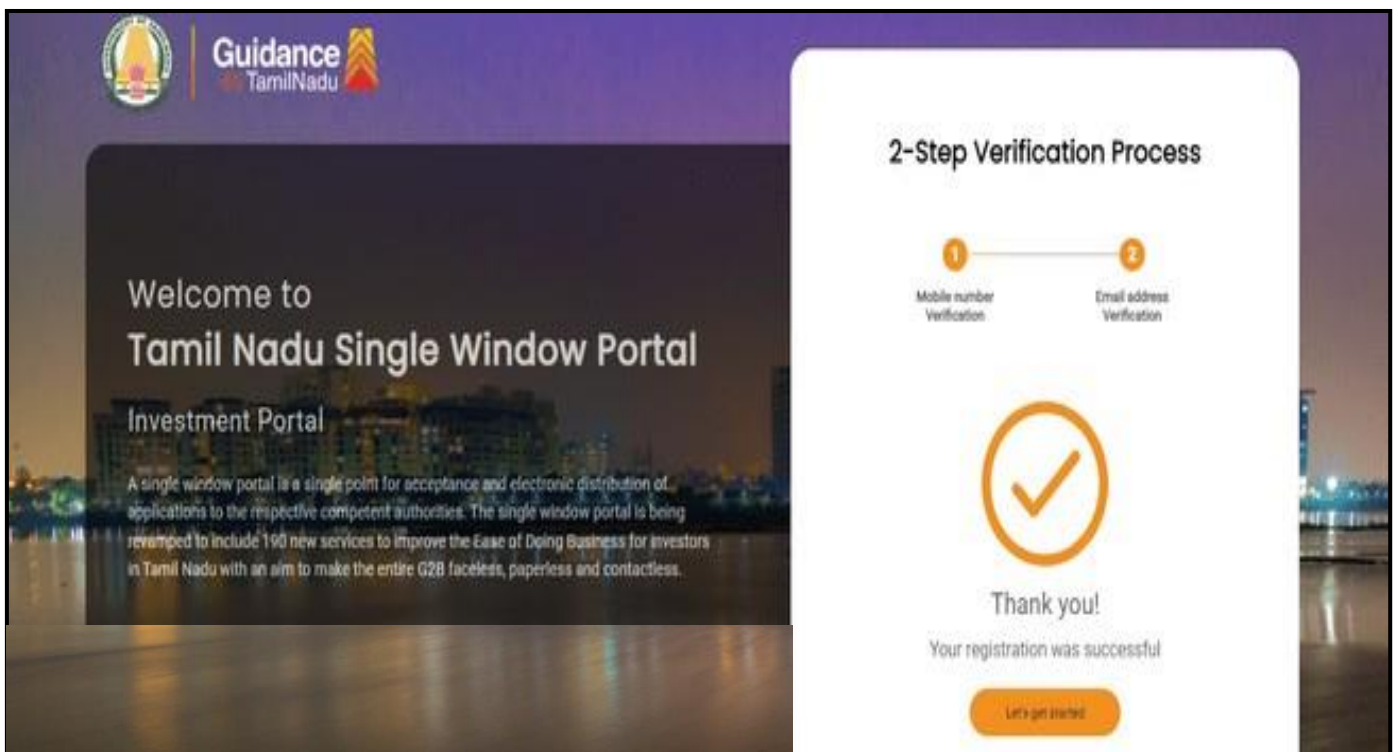 Guidance
TamilNadu
Welcome to
Tamil Nadu Single Window Portal
Investment Portal
A single window portal is a single point for acceptance and electronic distribution of
applications to the respective competent authorities. The single window portal is being
revamped to include 190 new services to improve the Ease of Doing Business for investors
in Tamil Nadu with an aim to make the entire G2B faceless, paperless and contactless.
2-Step Verification Process
1
2
Mobile number
Verification
Email address
Verification
Thank you!
Your registration was successful
Let's get started